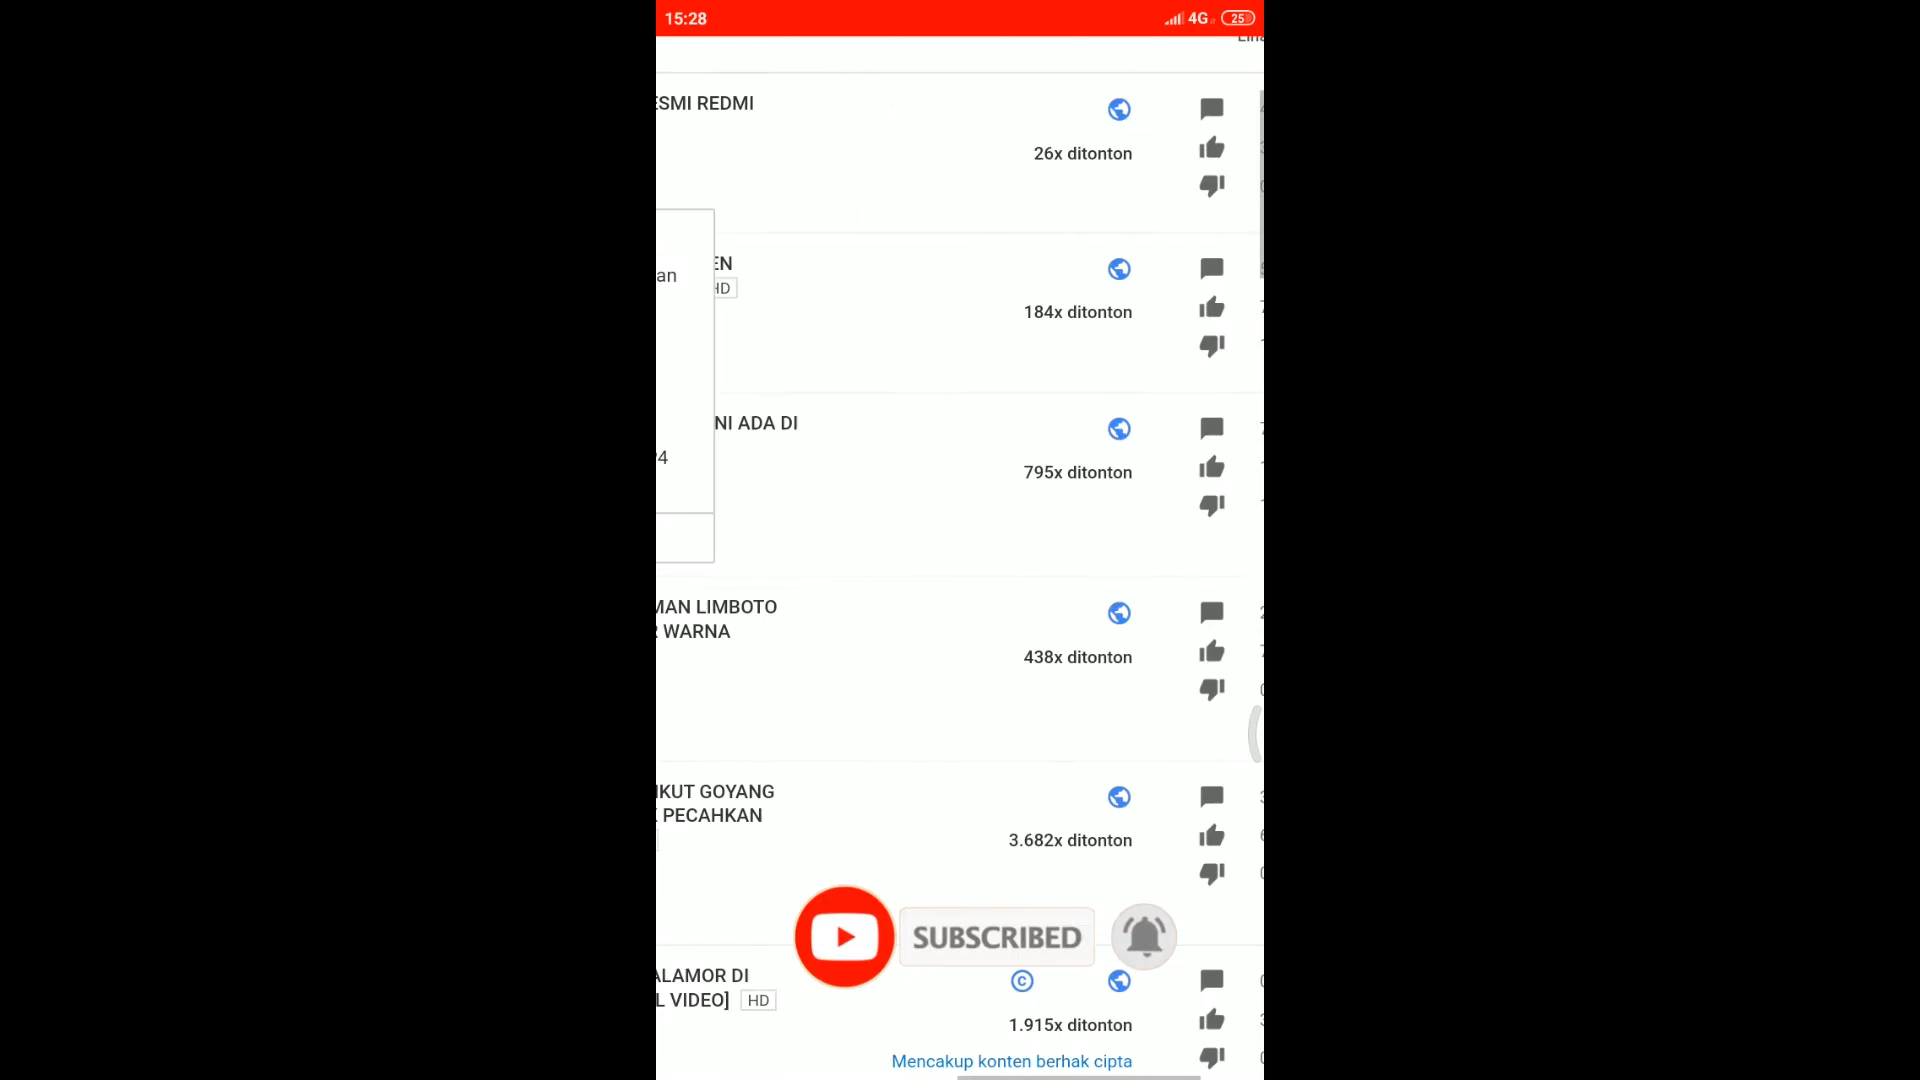 15:28 4G 25
ESMI REDMI
26x ditonton
EN
an
HD
184x ditonton
NI ADA DI
P4
795x ditonton
MAN LIMBOTO
R WARNA
438x ditonton
IKUT GOYANG
PECAHKAN
3.682x ditonton
SUBSCRIBED
ALAMOR DI
L VIDEO] HD
©
1.915x ditonton
Mencakup konten berhak cipta